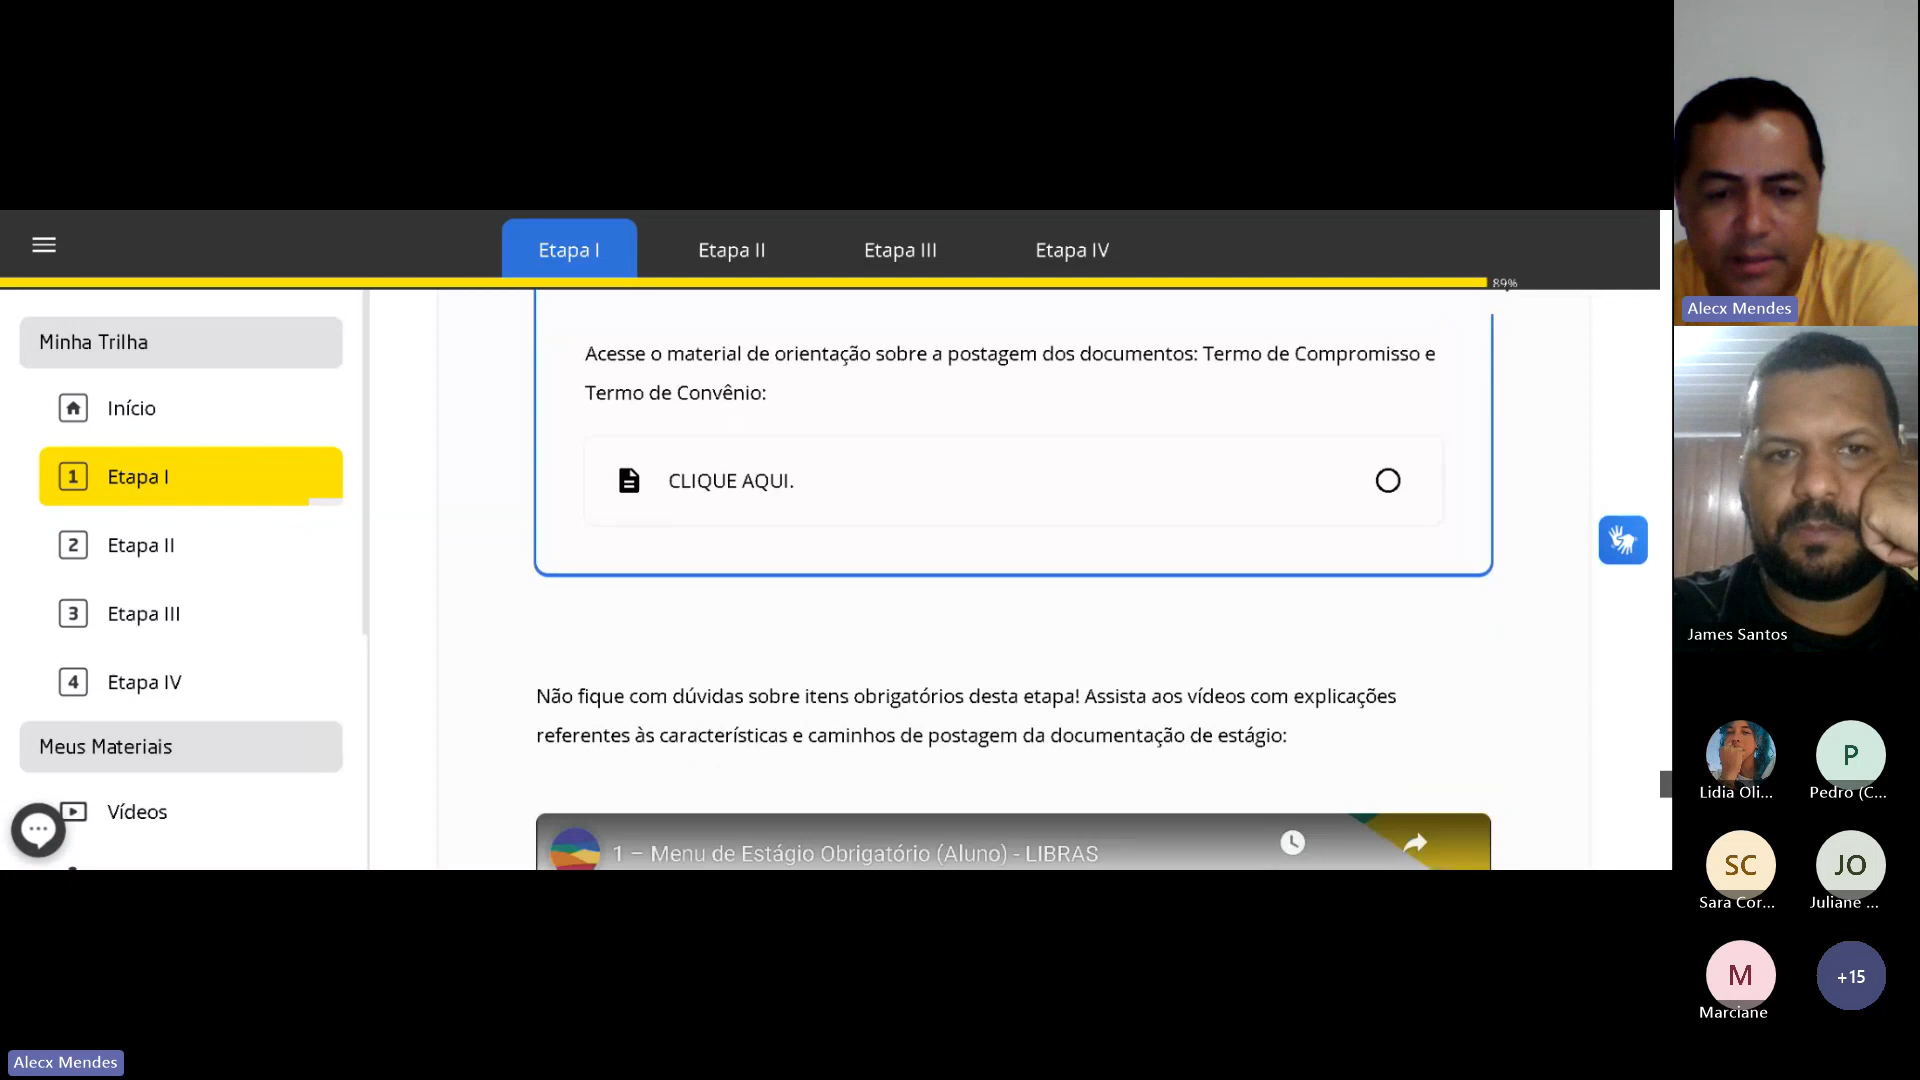 Etapa I
Etapa II
Etapa III
Etapa IV
89%
Minha Trilha
Início
1
Etapa I
2
Etapa II
3
Etapa III
4
Etapa IV
Meus Materiais
Vídeos
Acesse o material de orientação sobre a postagem dos documentos: Termo de Compromisso e
Termo de Convênio:
CLIQUE AQUI.
Não fique com dúvidas sobre itens obrigatórios desta etapa! Assista aos vídeos com explicações
referentes às características e caminhos de postagem da documentação de estágio:
1 – Menu de Estágio Obrigatório (Aluno) - LIBRAS
Alecx Mendes
James Santos
Lidia Oli...
P
Pedro (C...
SC
Sara Cor...
JO
Juliane ...
M
Marciane
+15
Alecx Mendes